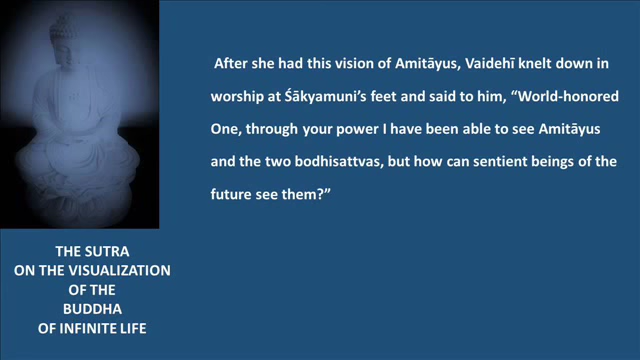 After she had this vision of Amitāyus, Vaidehī knelt down in
worship at Śākyamuni's feet and said to him, “World-honored
One, through your power I have been able to see Amitāyus
and the two bodhisattvas, but how can sentient beings of the
future see them?”
THE SUTRA
ON THE VISUALIZATION
OF THE
BUDDHA
OF INFINITE LIFE